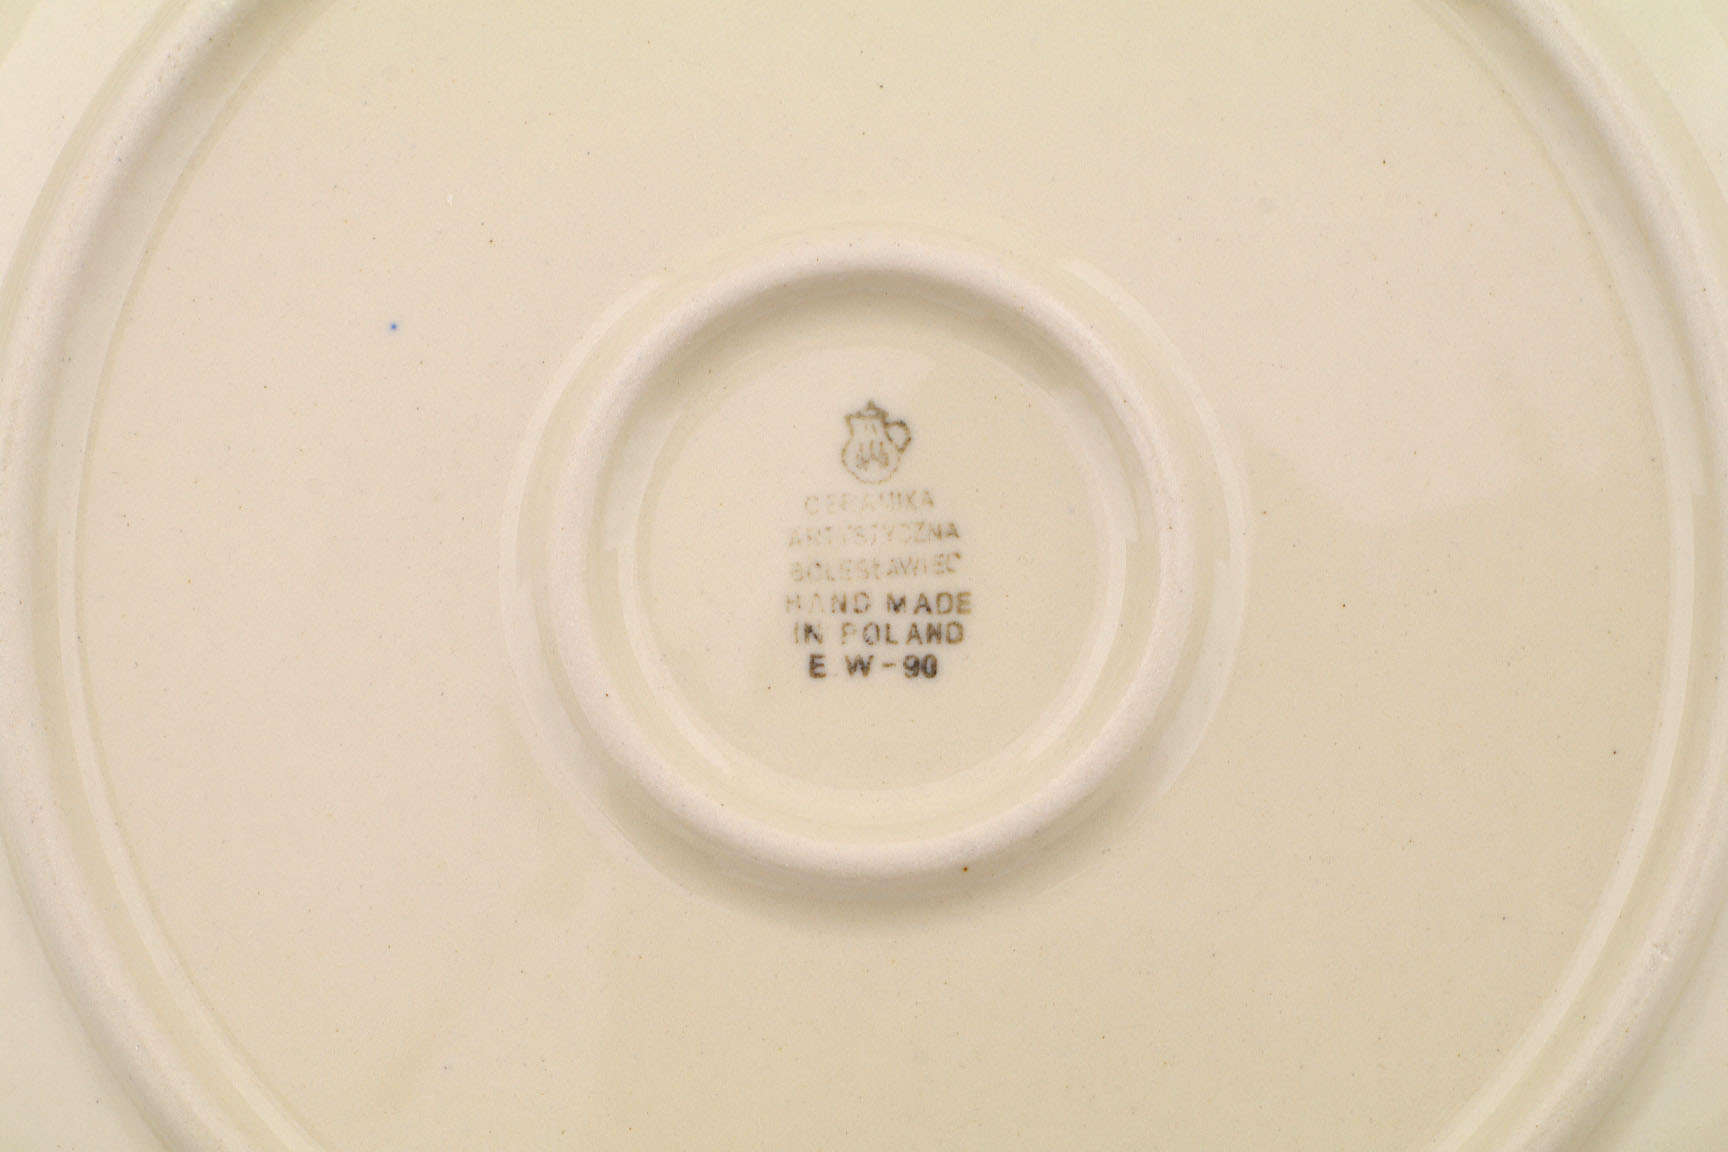 CERAMIKA
ARTYSTYCZNA
BOLESŁAWIEC
HAND MADE
IN POLAND
E.W-90